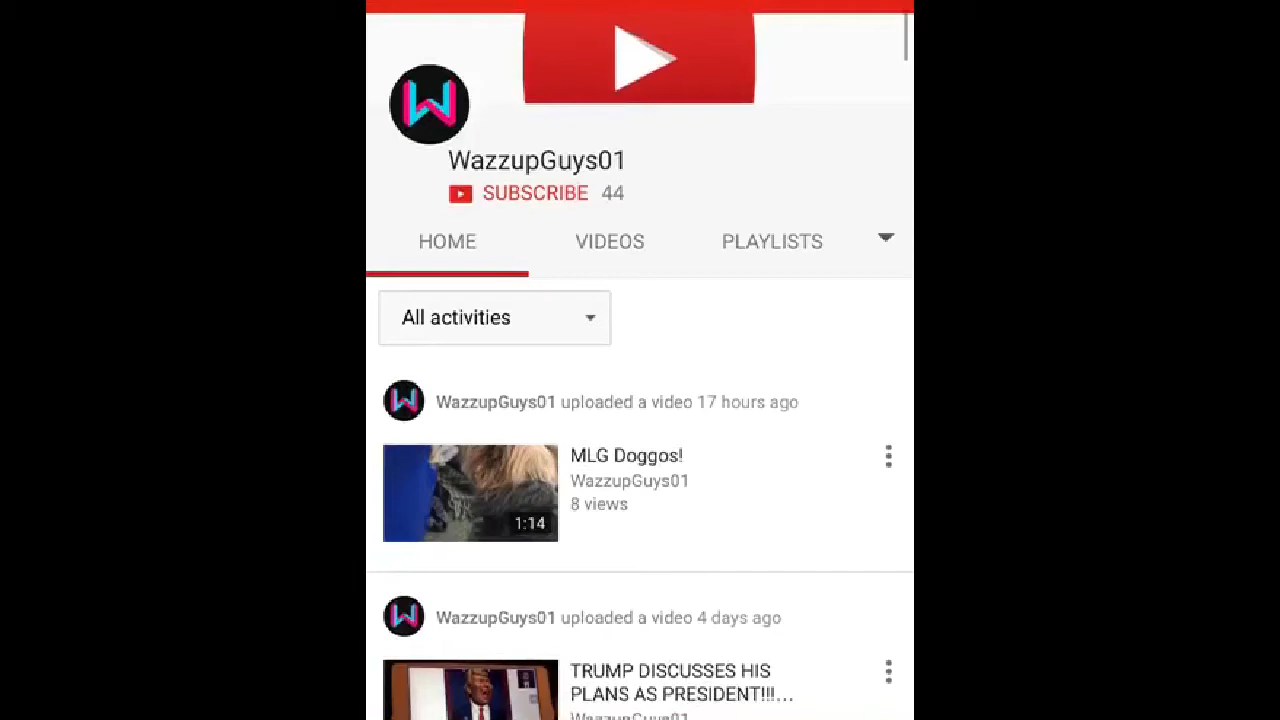 WazzupGuys01
SUBSCRIBE 44
HOME VIDEOS PLAYLISTS
All activities
WazzupGuys01 uploaded a video 17 hours ago
MLG Doggos!
WazzupGuys01
8 views
1:14
WazzupGuys01 uploaded a video 4 days ago
TRUMP DISCUSSES HIS
PLANS AS PRESIDENT!!!...
WazzupGuys01